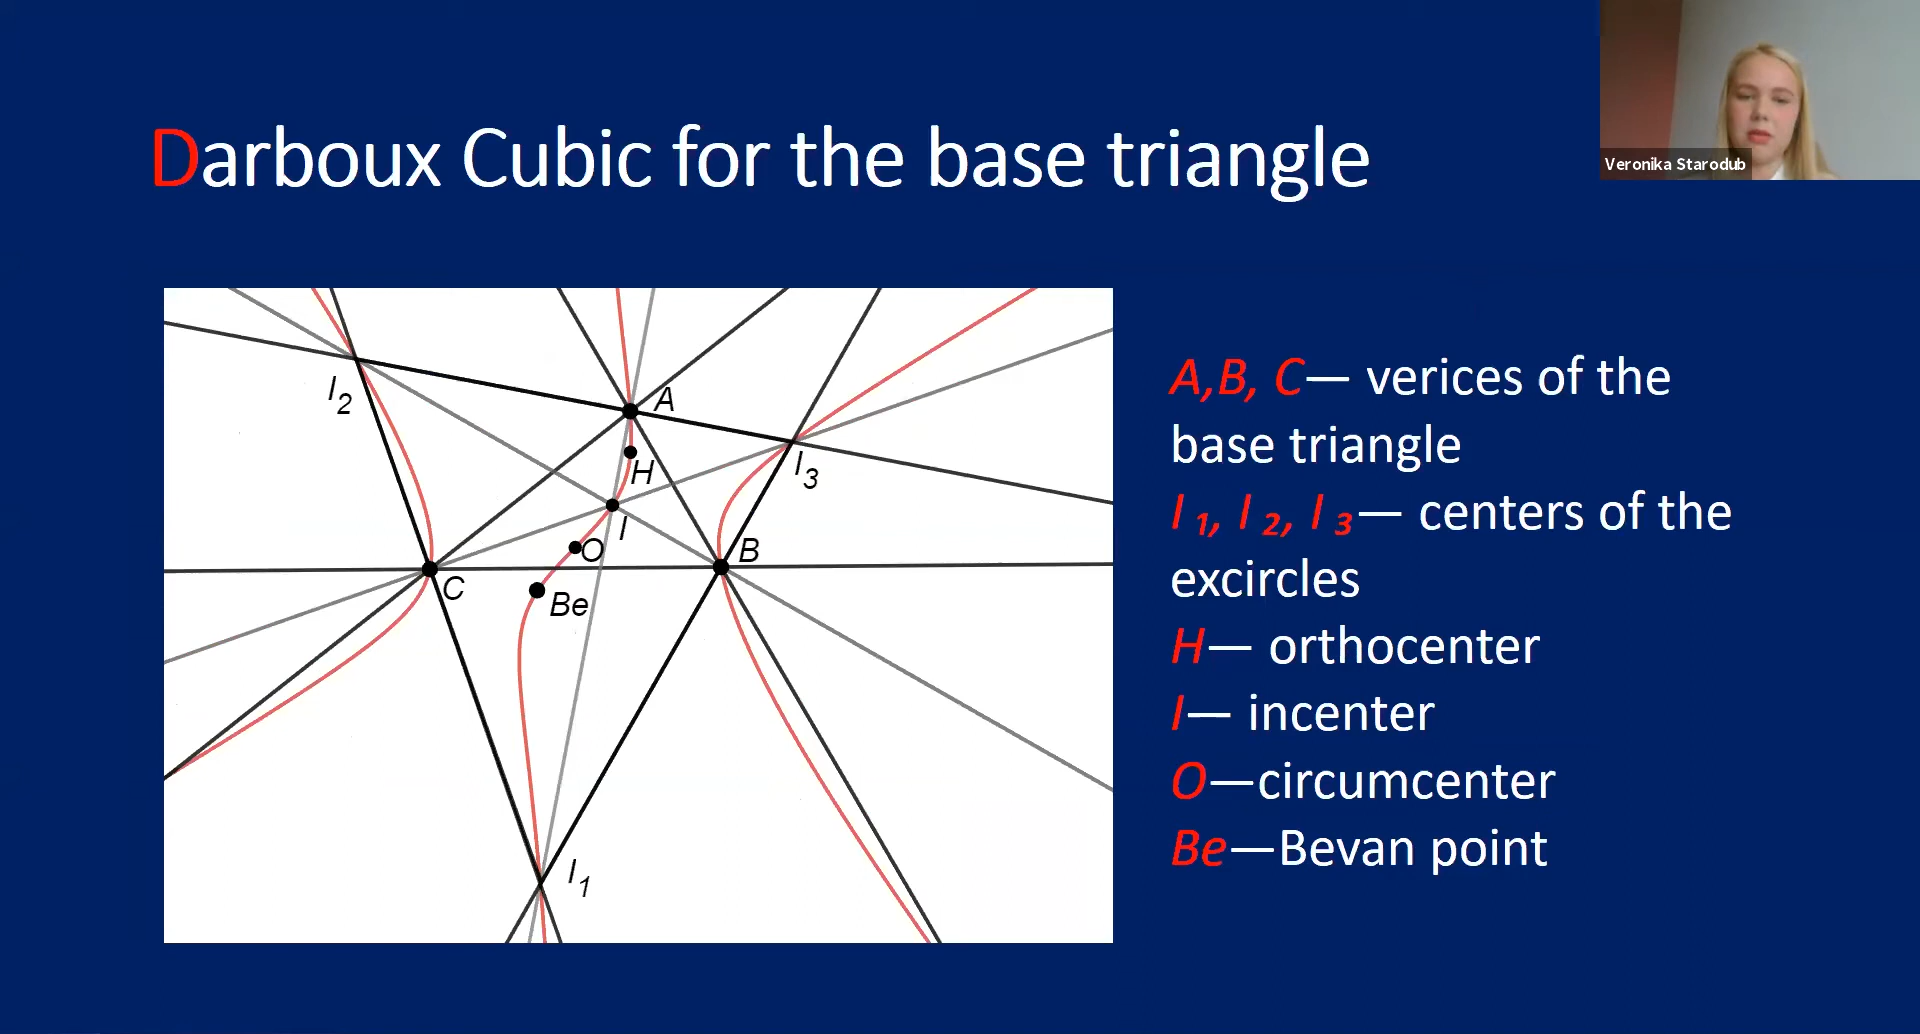 Darboux Cubic for the base triangle
Veronika Starodub
I2
A
H
I3
I
O
B
C
Be
I1
A,B, C— verices of the
base triangle
I 1, I 2, I 3— centers of the
excircles
H— orthocenter
I— incenter
O—circumcenter
Be—Bevan point